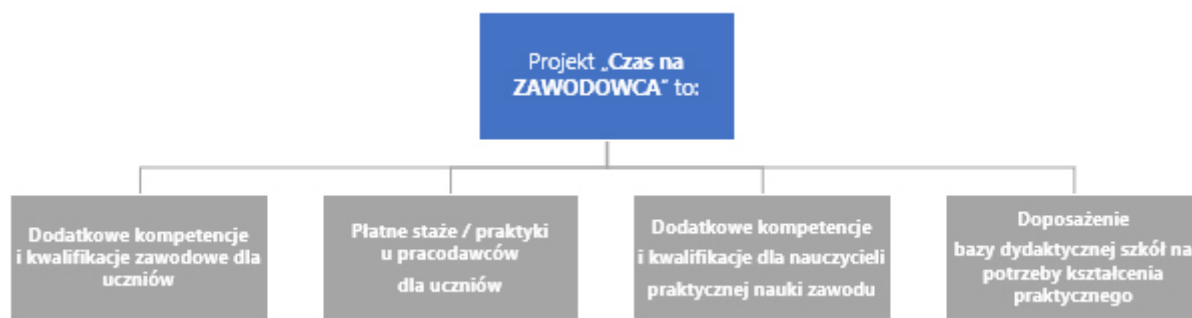 Projekt „Czas na
ZAWODOWCA" to:
Dodatkowe kompetencje
i kwalifikacje zawodowe dla
uczniów
Płatne staże / praktyki
u pracodawców
dla uczniów
Dodatkowe kompetencje
i kwalifikacje dla nauczycieli
praktycznej nauki zawodu
Doposażenie
bazy dydaktycznej szkół na
potrzeby kształcenia
praktycznego